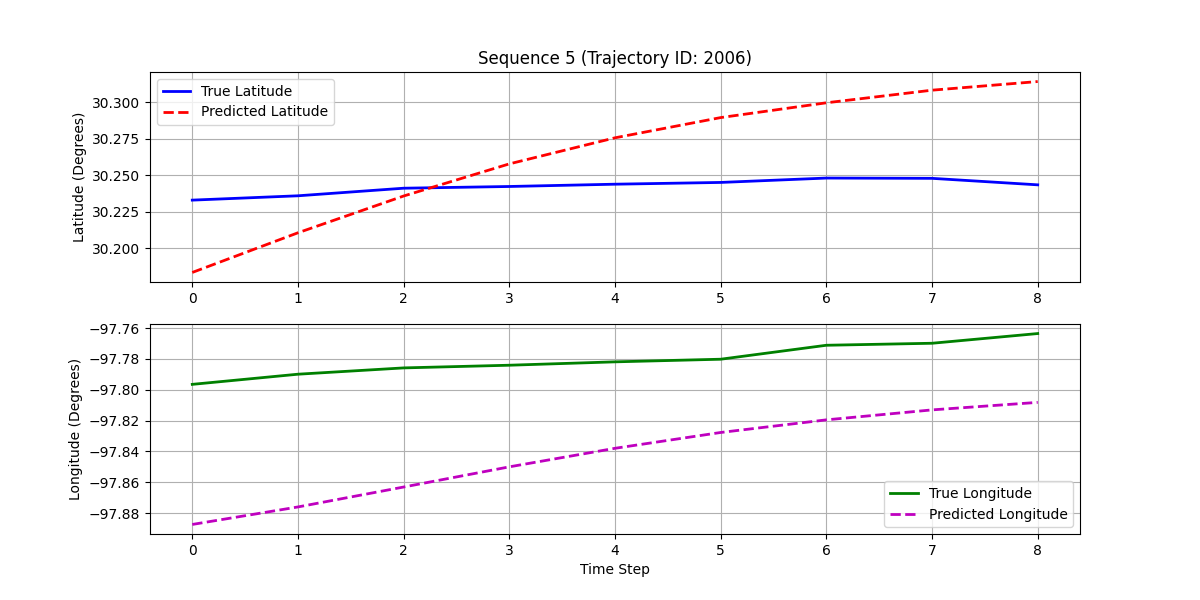 Sequence 5 (Trajectory ID: 2006)
True Latitude
Predicted Latitude
Latitude (Degrees)
30.300
30.275
30.250
30.225
30.200
0 1 2 3 4 5 6 7 8
Longitude (Degrees)
−97.76
−97.78
−97.80
−97.82
−97.84
−97.86
−97.88
True Longitude
Predicted Longitude
0 1 2 3 4 5 6 7 8
Time Step